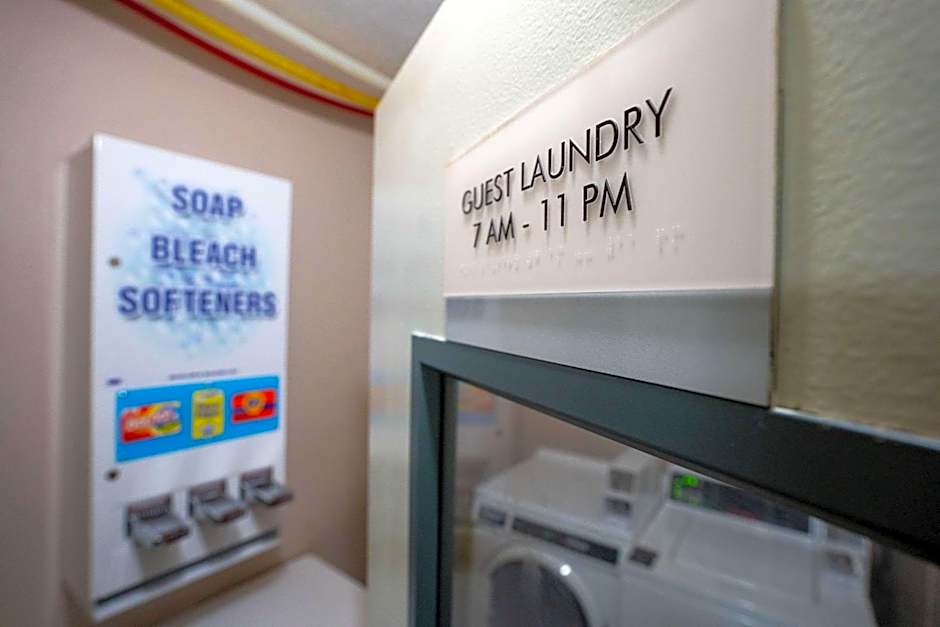 SOAP
BLEACH
SOFTENERS
GUEST LAUNDRY
7 AM - 11 PM